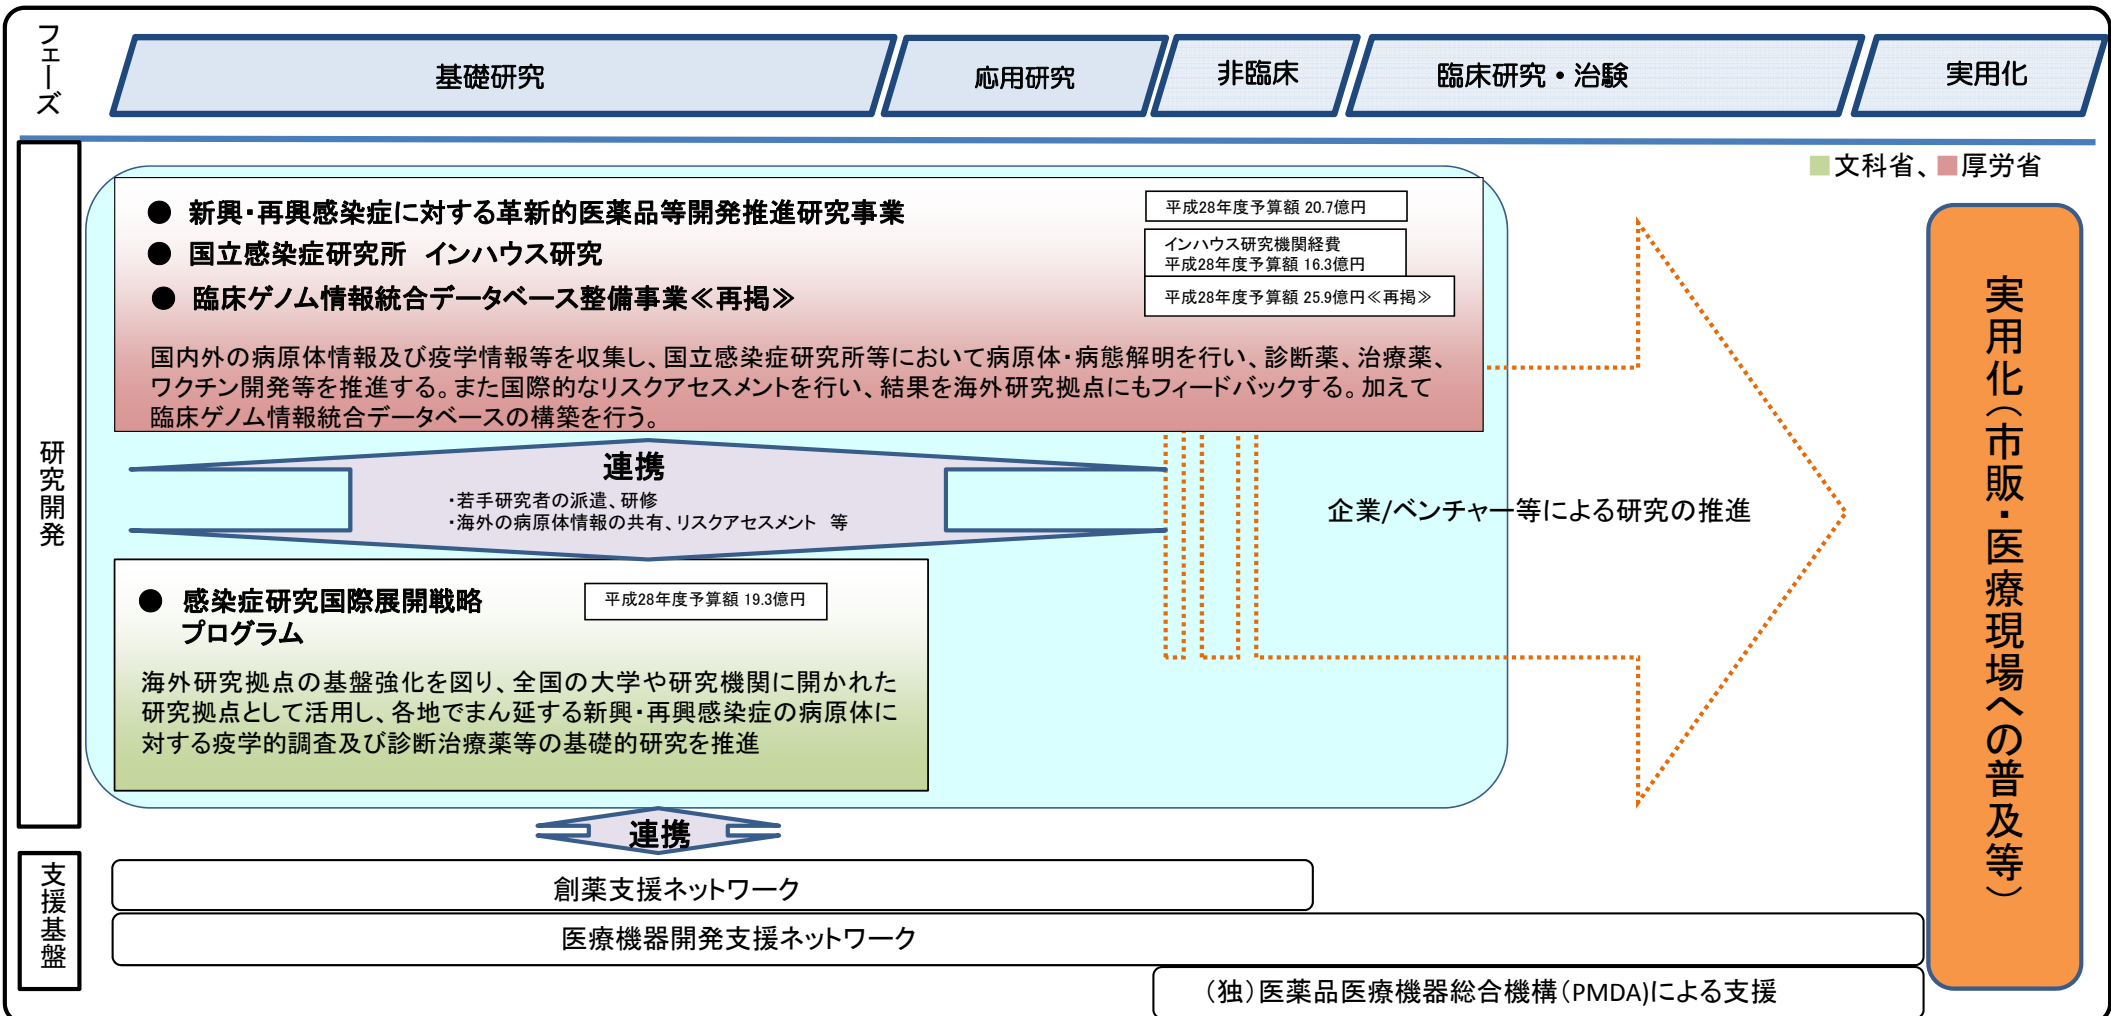 フェーズ
基礎研究
応用研究
非臨床
臨床研究・治験
実用化
■文科省、■厚労省
研究開発
● 新興・再興感染症に対する革新的医薬品等開発推進研究事業
平成28年度予算額 20.7億円
● 国立感染症研究所　インハウス研究
インハウス研究機関経費
平成28年度予算額 16.3億円
● 臨床ゲノム情報統合データベース整備事業≪再掲≫
平成28年度予算額 25.9億円≪再掲≫
国内外の病原体情報及び疫学情報等を収集し、国立感染症研究所等において病原体・病態解明を行い、診断薬、治療薬、
ワクチン開発等を推進する。また国際的なリスクアセスメントを行い、結果を海外研究拠点にもフィードバックする。加えて
臨床ゲノム情報統合データベースの構築を行う。
連携
・若手研究者の派遣、研修
・海外の病原体情報の共有、リスクアセスメント　等
企業/ベンチャー等による研究の推進
● 感染症研究国際展開戦略
プログラム
平成28年度予算額 19.3億円
海外研究拠点の基盤強化を図り、全国の大学や研究機関に開かれた
研究拠点として活用し、各地でまん延する新興・再興感染症の病原体に
対する疫学的調査及び診断治療薬等の基礎的研究を推進
実用化（市販・医療現場への普及等）
連携
支援基盤
創薬支援ネットワーク
医療機器開発支援ネットワーク
（独）医薬品医療機器総合機構（PMDA)による支援